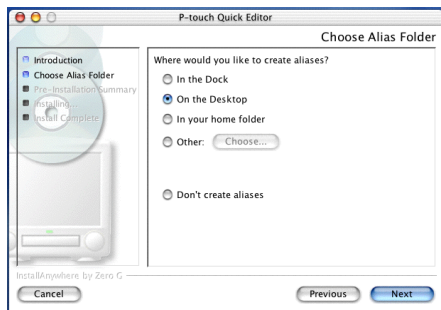 P-touch Quick Editor
Choose Alias Folder
Introduction
Choose Alias Folder
Pre-Installation Summary
Installing...
Install Complete
Where would you like to create aliases?
In the Dock
On the Desktop
In your home folder
Other: Choose...
Don't create aliases
InstallAnywhere by Zero G
Cancel Previous Next